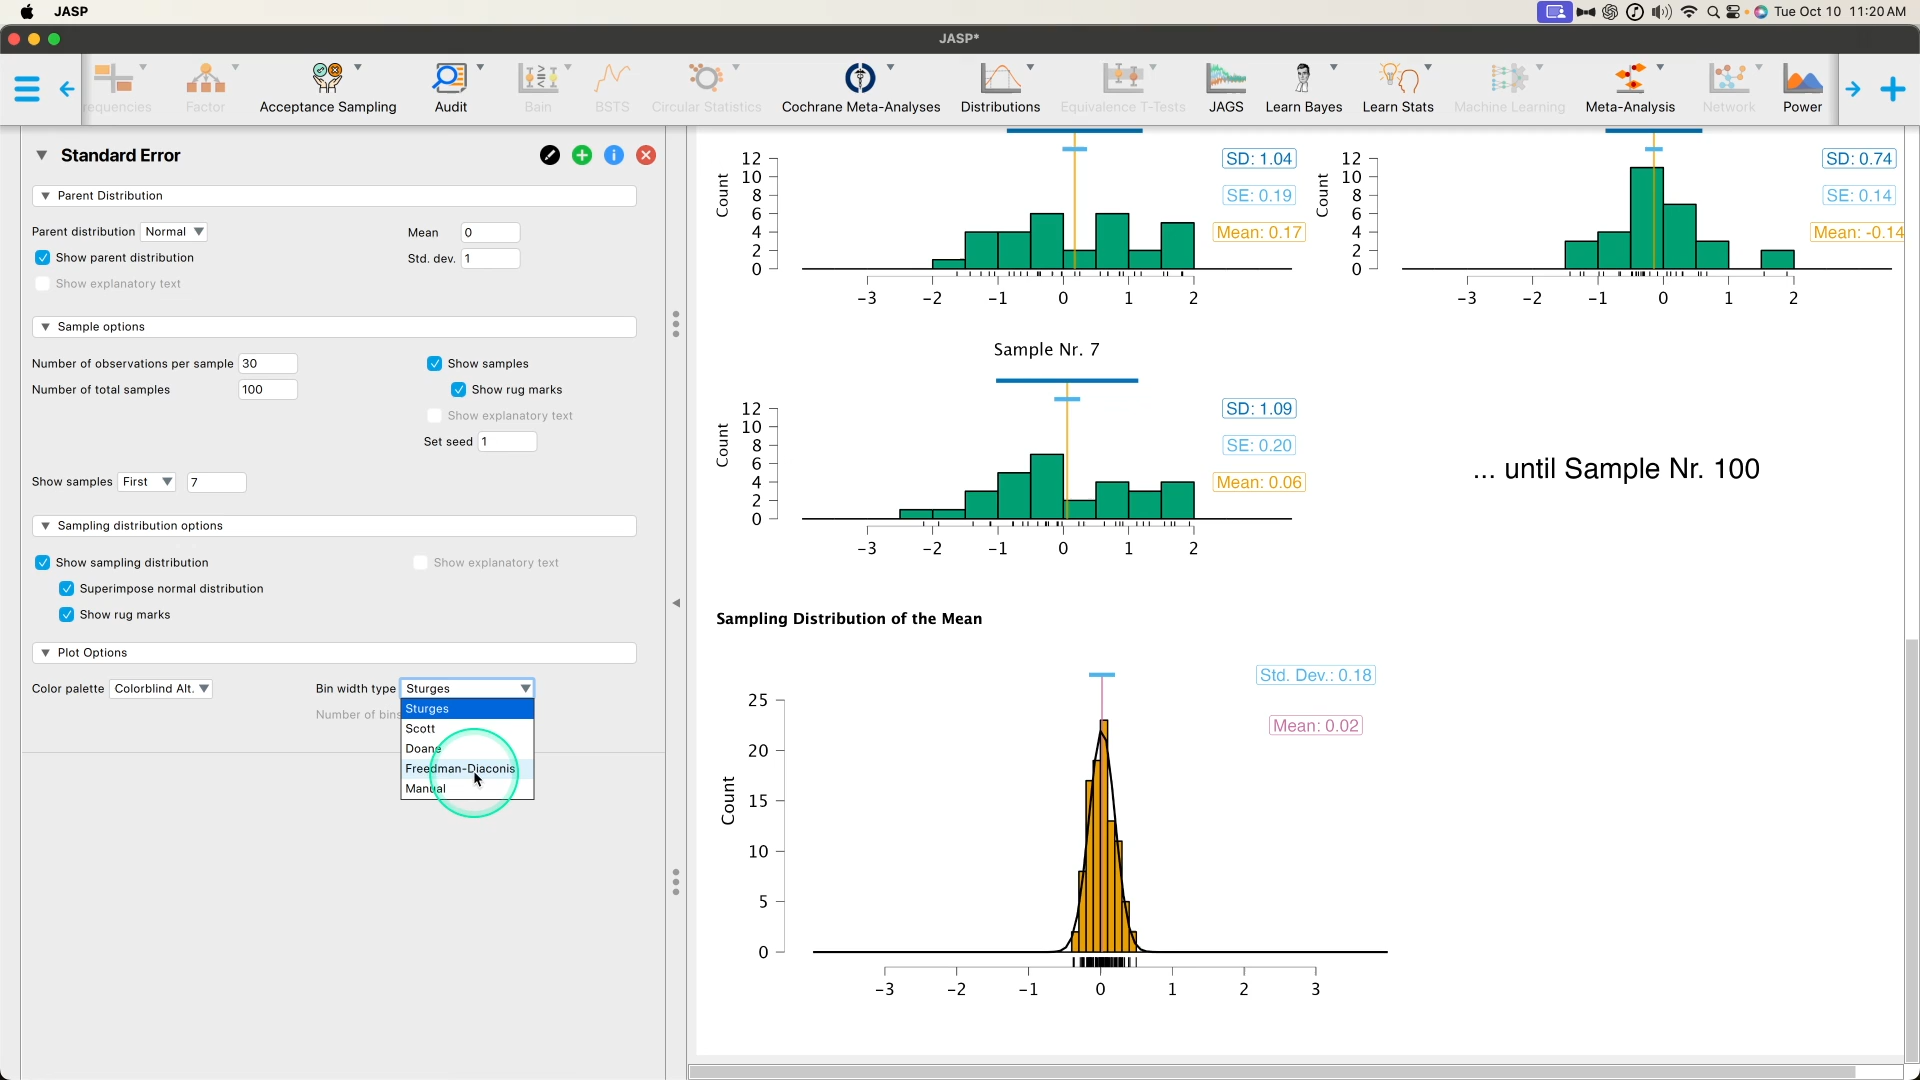 JASP
Tue Oct 10 11:20 AM
JASP*
requencies
Factor
Acceptance Sampling
Audit
Bain
BSTS
Circular Statistics
Cochrane Meta-Analyses
Distributions
Equivalence T-Tests
JAGS
Learn Bayes
Learn Stats
Machine Learning
Meta-Analysis
Network
Power
Standard Error
Parent Distribution
Parent distribution Normal
Mean 0
Show parent distribution
Std. dev. 1
Show explanatory text
Sample options
Number of observations per sample 30
Show samples
Number of total samples 100
Show rug marks
Show explanatory text
Set seed 1
Show samples First 7
Sampling distribution options
Show sampling distribution
Show explanatory text
Superimpose normal distribution
Show rug marks
Plot Options
Color palette Colorblind Alt.
Bin width type Sturges
Number of bins
Sturges
Scott
Doane
Freedman-Diaconis
Manual
Count
12
10
8
6
4
2
0
-3 -2 -1 0 1 2
SD: 1.04
SE: 0.19
Mean: 0.17
Count
12
10
8
6
4
2
0
-3 -2 -1 0 1 2
SD: 0.74
SE: 0.14
Mean: -0.14
Sample Nr. 7
Count
12
10
8
6
4
2
0
-3 -2 -1 0 1 2
SD: 1.09
SE: 0.20
Mean: 0.06
... until Sample Nr. 100
Sampling Distribution of the Mean
Count
25
20
15
10
5
0
-3 -2 -1 0 1 2 3
Std. Dev.: 0.18
Mean: 0.02